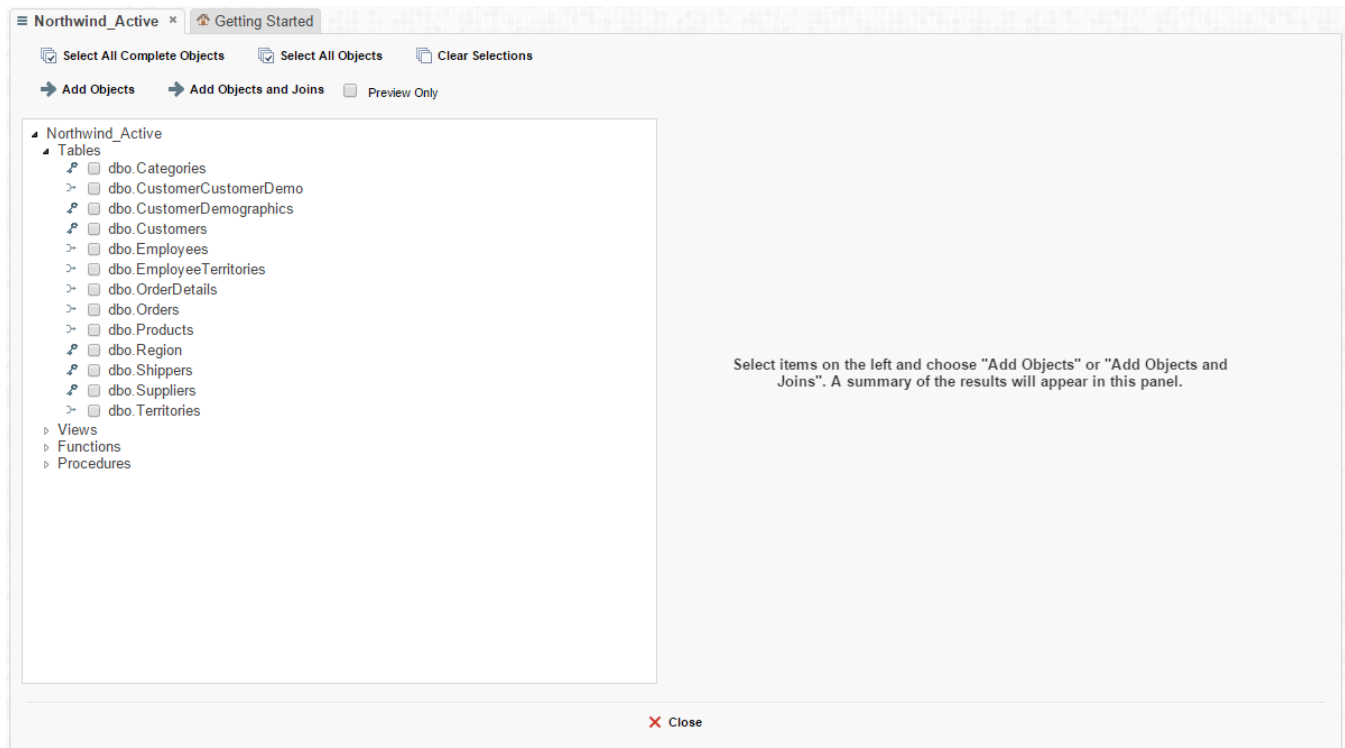 Northwind_Active × Getting Started
Select All Complete Objects Select All Objects Clear Selections
Add Objects Add Objects and Joins Preview Only
Northwind_Active
Tables
dbo.Categories
dbo.CustomerCustomerDemo
dbo.CustomerDemographics
dbo.Customers
dbo.Employees
dbo.EmployeeTerritories
dbo.OrderDetails
dbo.Orders
dbo.Products
dbo.Region
dbo.Shippers
dbo.Suppliers
dbo.Territories
Views
Functions
Procedures
Select items on the left and choose "Add Objects" or "Add Objects and
Joins". A summary of the results will appear in this panel.
Close